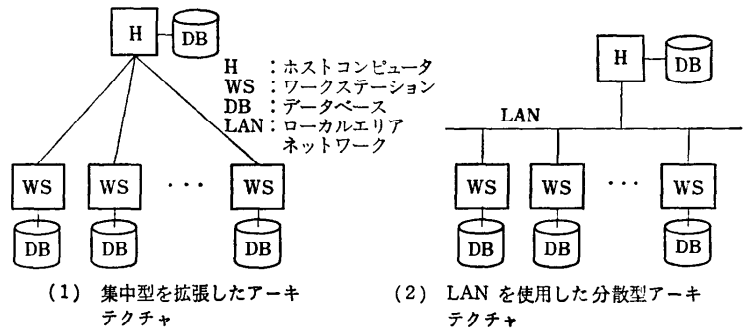 H
DB
H : ホストコンピュータ
WS : ワークステーション
DB : データベース
LAN : ローカルエリア
ネットワーク
WS WS ・・・ WS
DB DB DB
(1) 集中型を拡張したアーキ
テクチャ
H
DB
LAN
WS WS ・・・ WS
DB DB DB
(2) LAN を使用した分散型アーキ
テクチャ